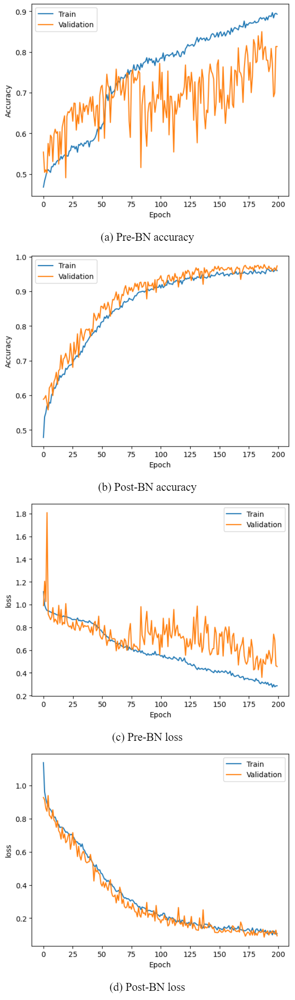 Train
Validation
0.9
0.8
0.7
0.6
0.5
Accuracy
0 25 50 75 100 125 150 175 200
Epoch
(a) Pre-BN accuracy
Train
Validation
1.0
0.9
0.8
0.7
0.6
0.5
Accuracy
0 25 50 75 100 125 150 175 200
Epoch
(b) Post-BN accuracy
Train
Validation
1.8
1.6
1.4
1.2
1.0
0.8
0.6
0.4
0.2
loss
0 25 50 75 100 125 150 175 200
Epoch
(c) Pre-BN loss
Train
Validation
1.0
0.8
0.6
0.4
0.2
loss
0 25 50 75 100 125 150 175 200
Epoch
(d) Post-BN loss